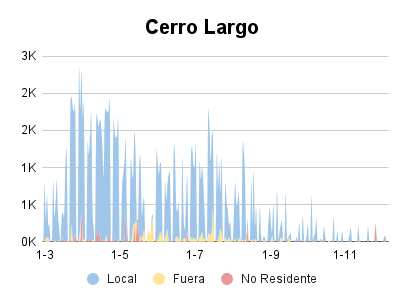 Cerro Largo
3K
2K
2K
1K
1K
0K
1-3 1-5 1-7 1-9 1-11
Local Fuera No Residente